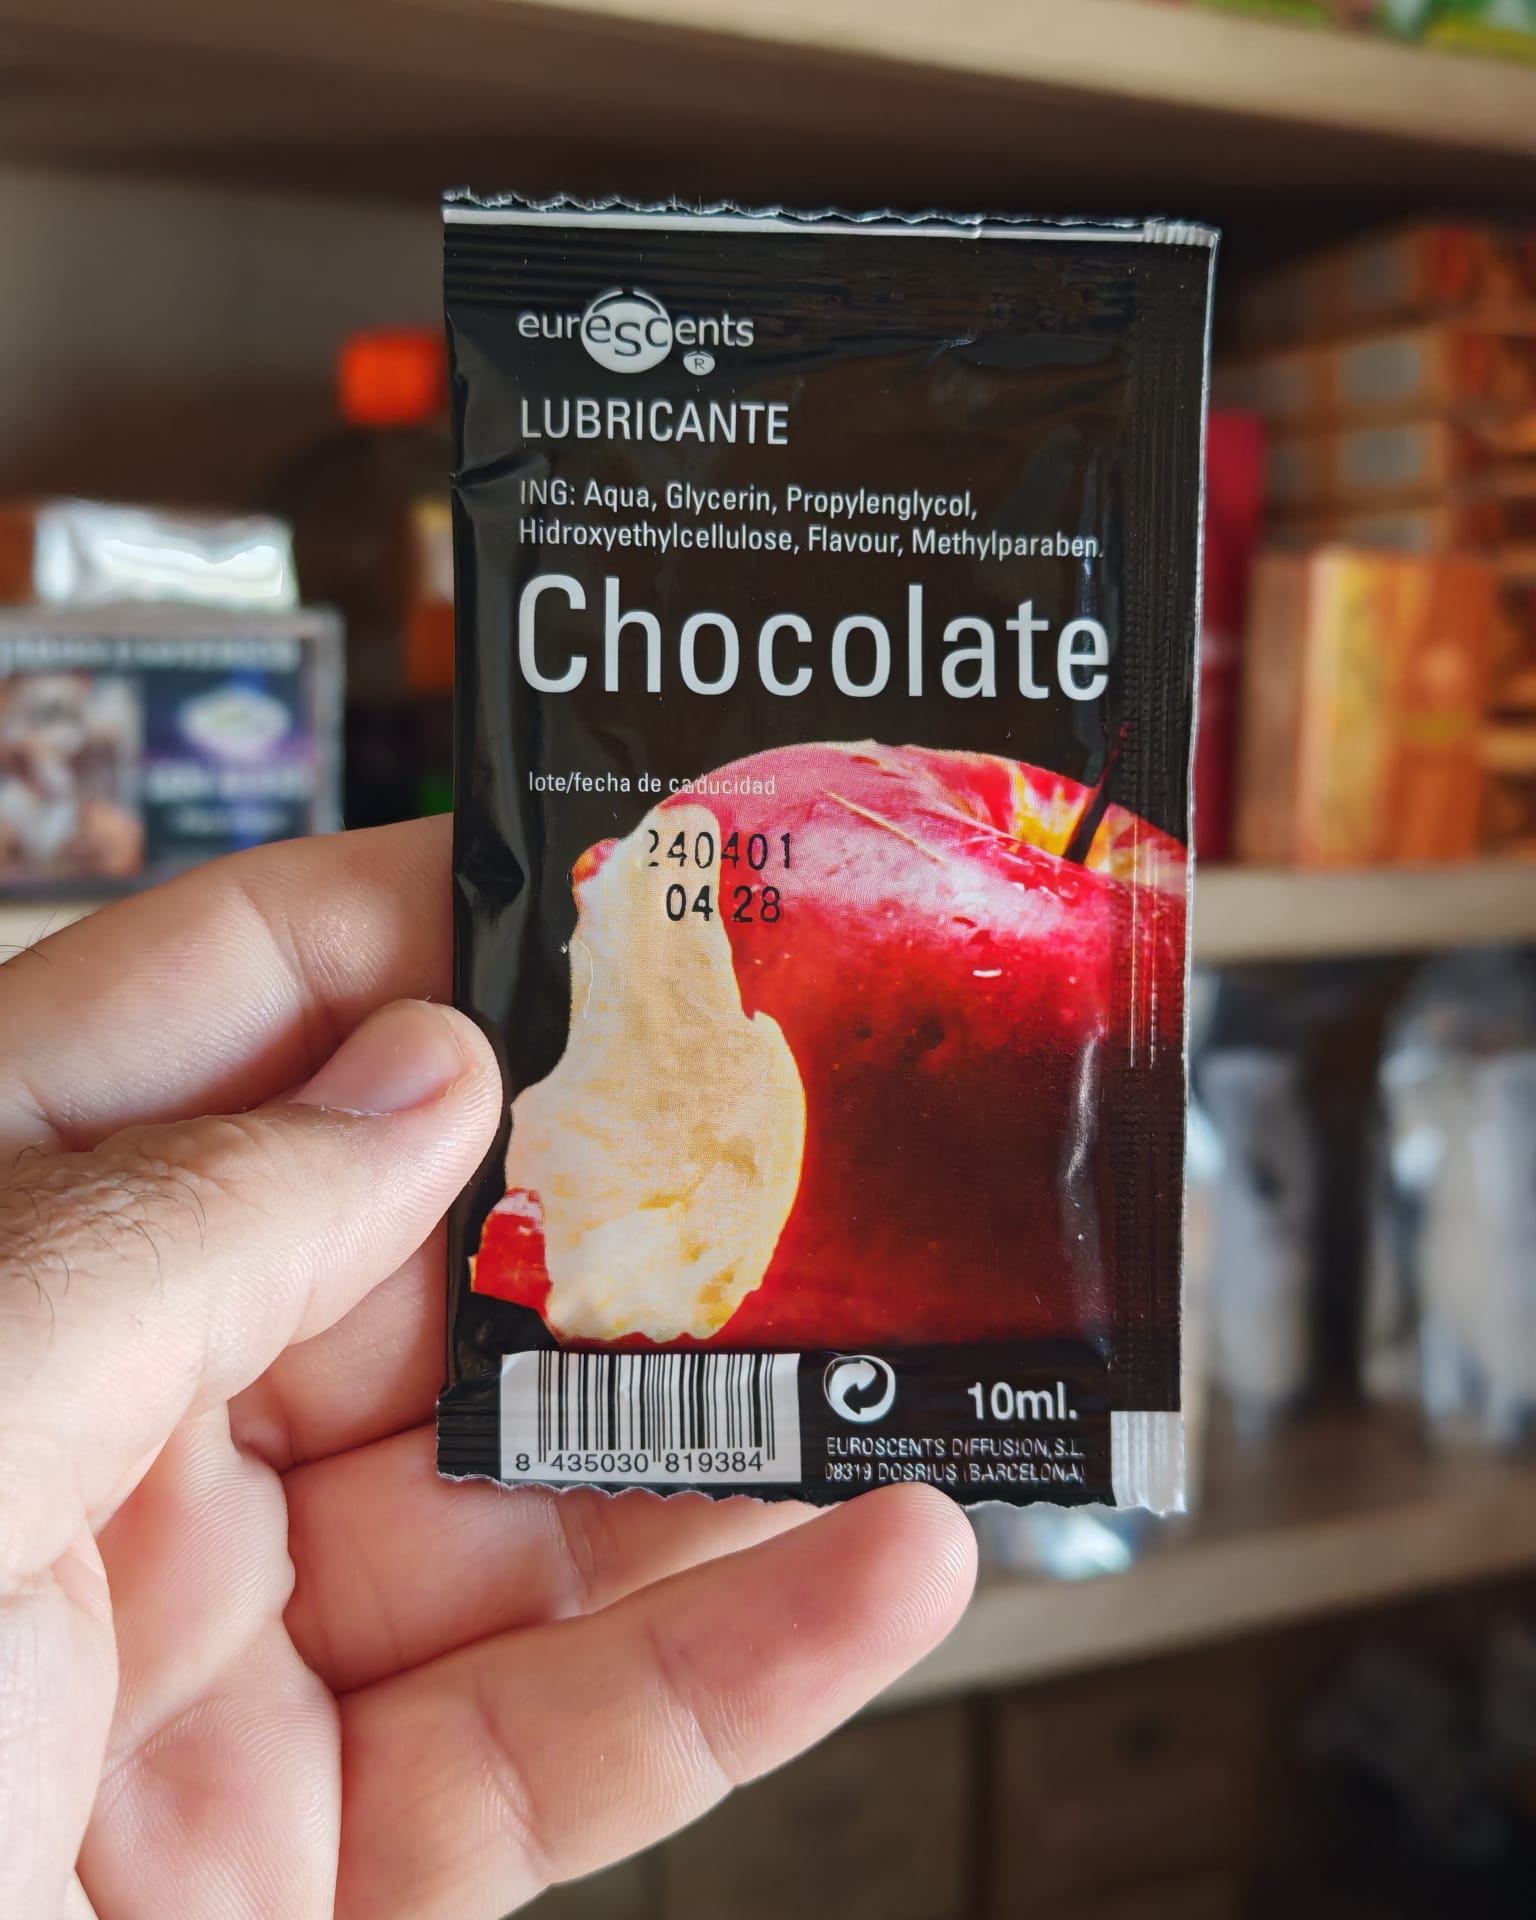 eurescents
R
LUBRICANTE
ING: Aqua, Glycerin, Propylenglycol,
Hidroxyethylcellulose, Flavour, Methylparaben.
Chocolate
lote/fecha de caducidad
240401
04 28
8 435030 819384
10ml.
EUROSCENTS DIFFUSION, S.L.
08319 DOSRIUS (BARCELONA)